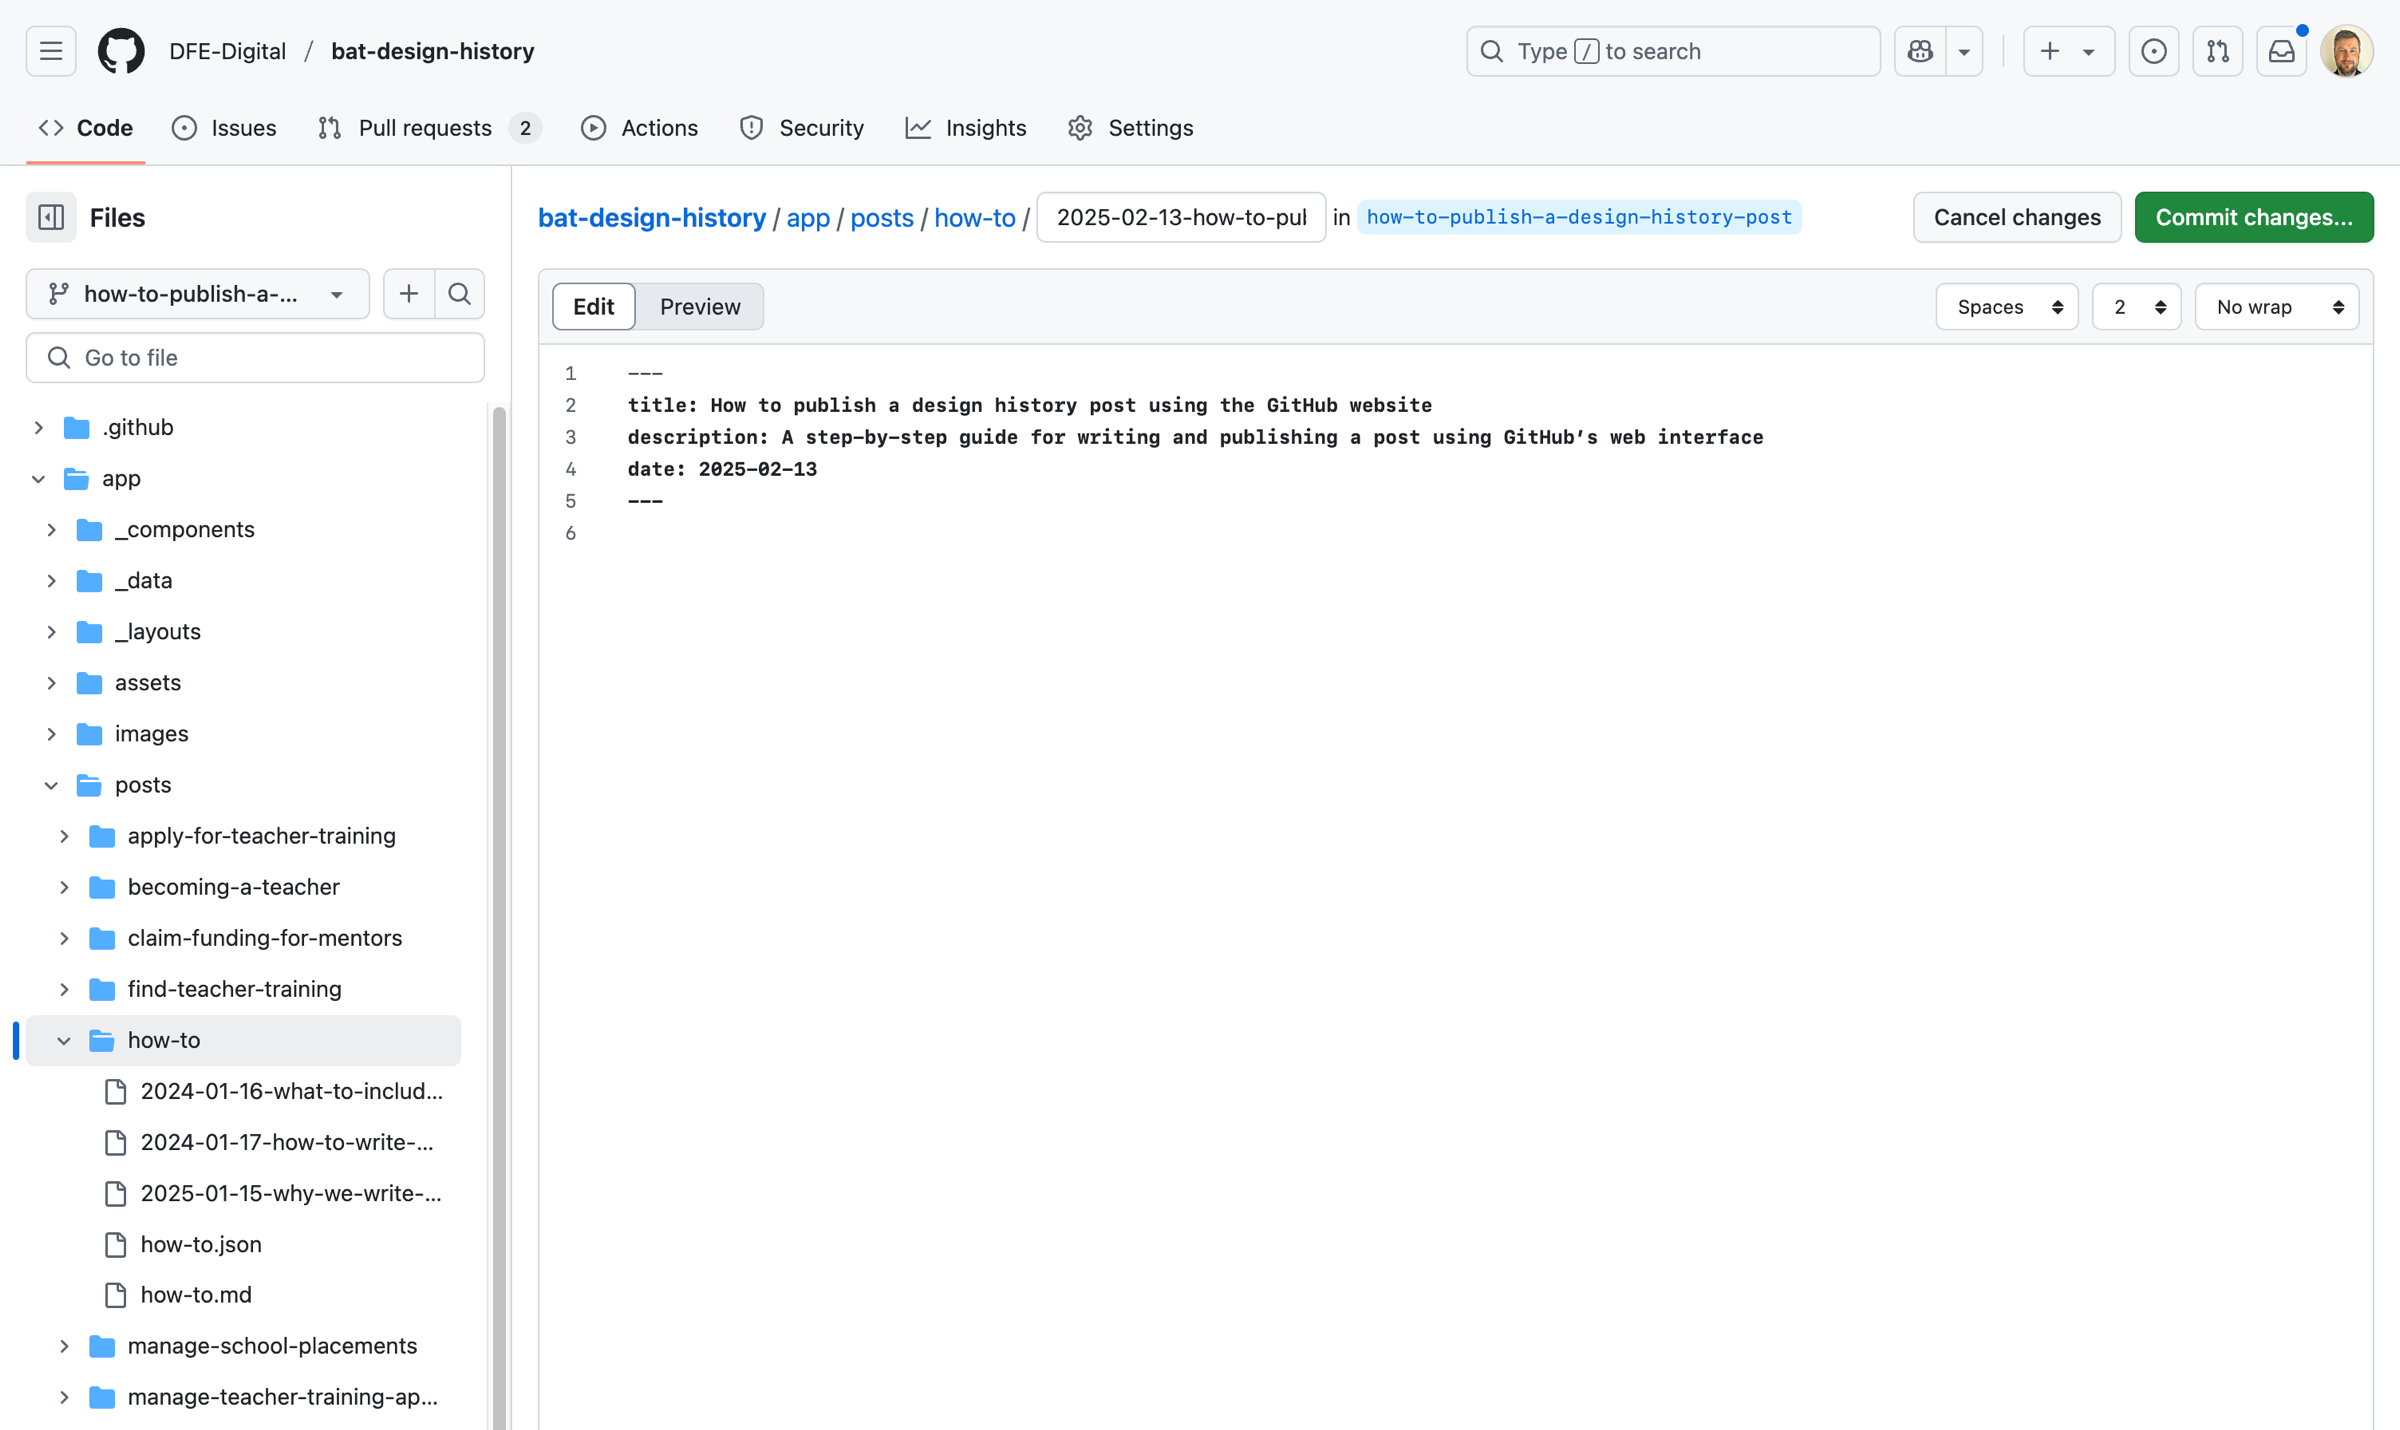 DFE-Digital / bat-design-history
Type / to search
Code
Issues
Pull requests 2
Actions
Security
Insights
Settings
Files
how-to-publish-a-...
Go to file
.github
app
_components
_data
_layouts
assets
images
posts
apply-for-teacher-training
becoming-a-teacher
claim-funding-for-mentors
find-teacher-training
how-to
2024-01-16-what-to-includ...
2024-01-17-how-to-write-...
2025-01-15-why-we-write-...
how-to.json
how-to.md
manage-school-placements
manage-teacher-training-ap...
bat-design-history / app / posts / how-to / 2025-02-13-how-to-pub in how-to-publish-a-design-history-post
Cancel changes
Commit changes...
Edit
Preview
Spaces
2
No wrap
1 ---
2 title: How to publish a design history post using the GitHub website
3 description: A step-by-step guide for writing and publishing a post using GitHub’s web interface
4 date: 2025-02-13
5 ---
6